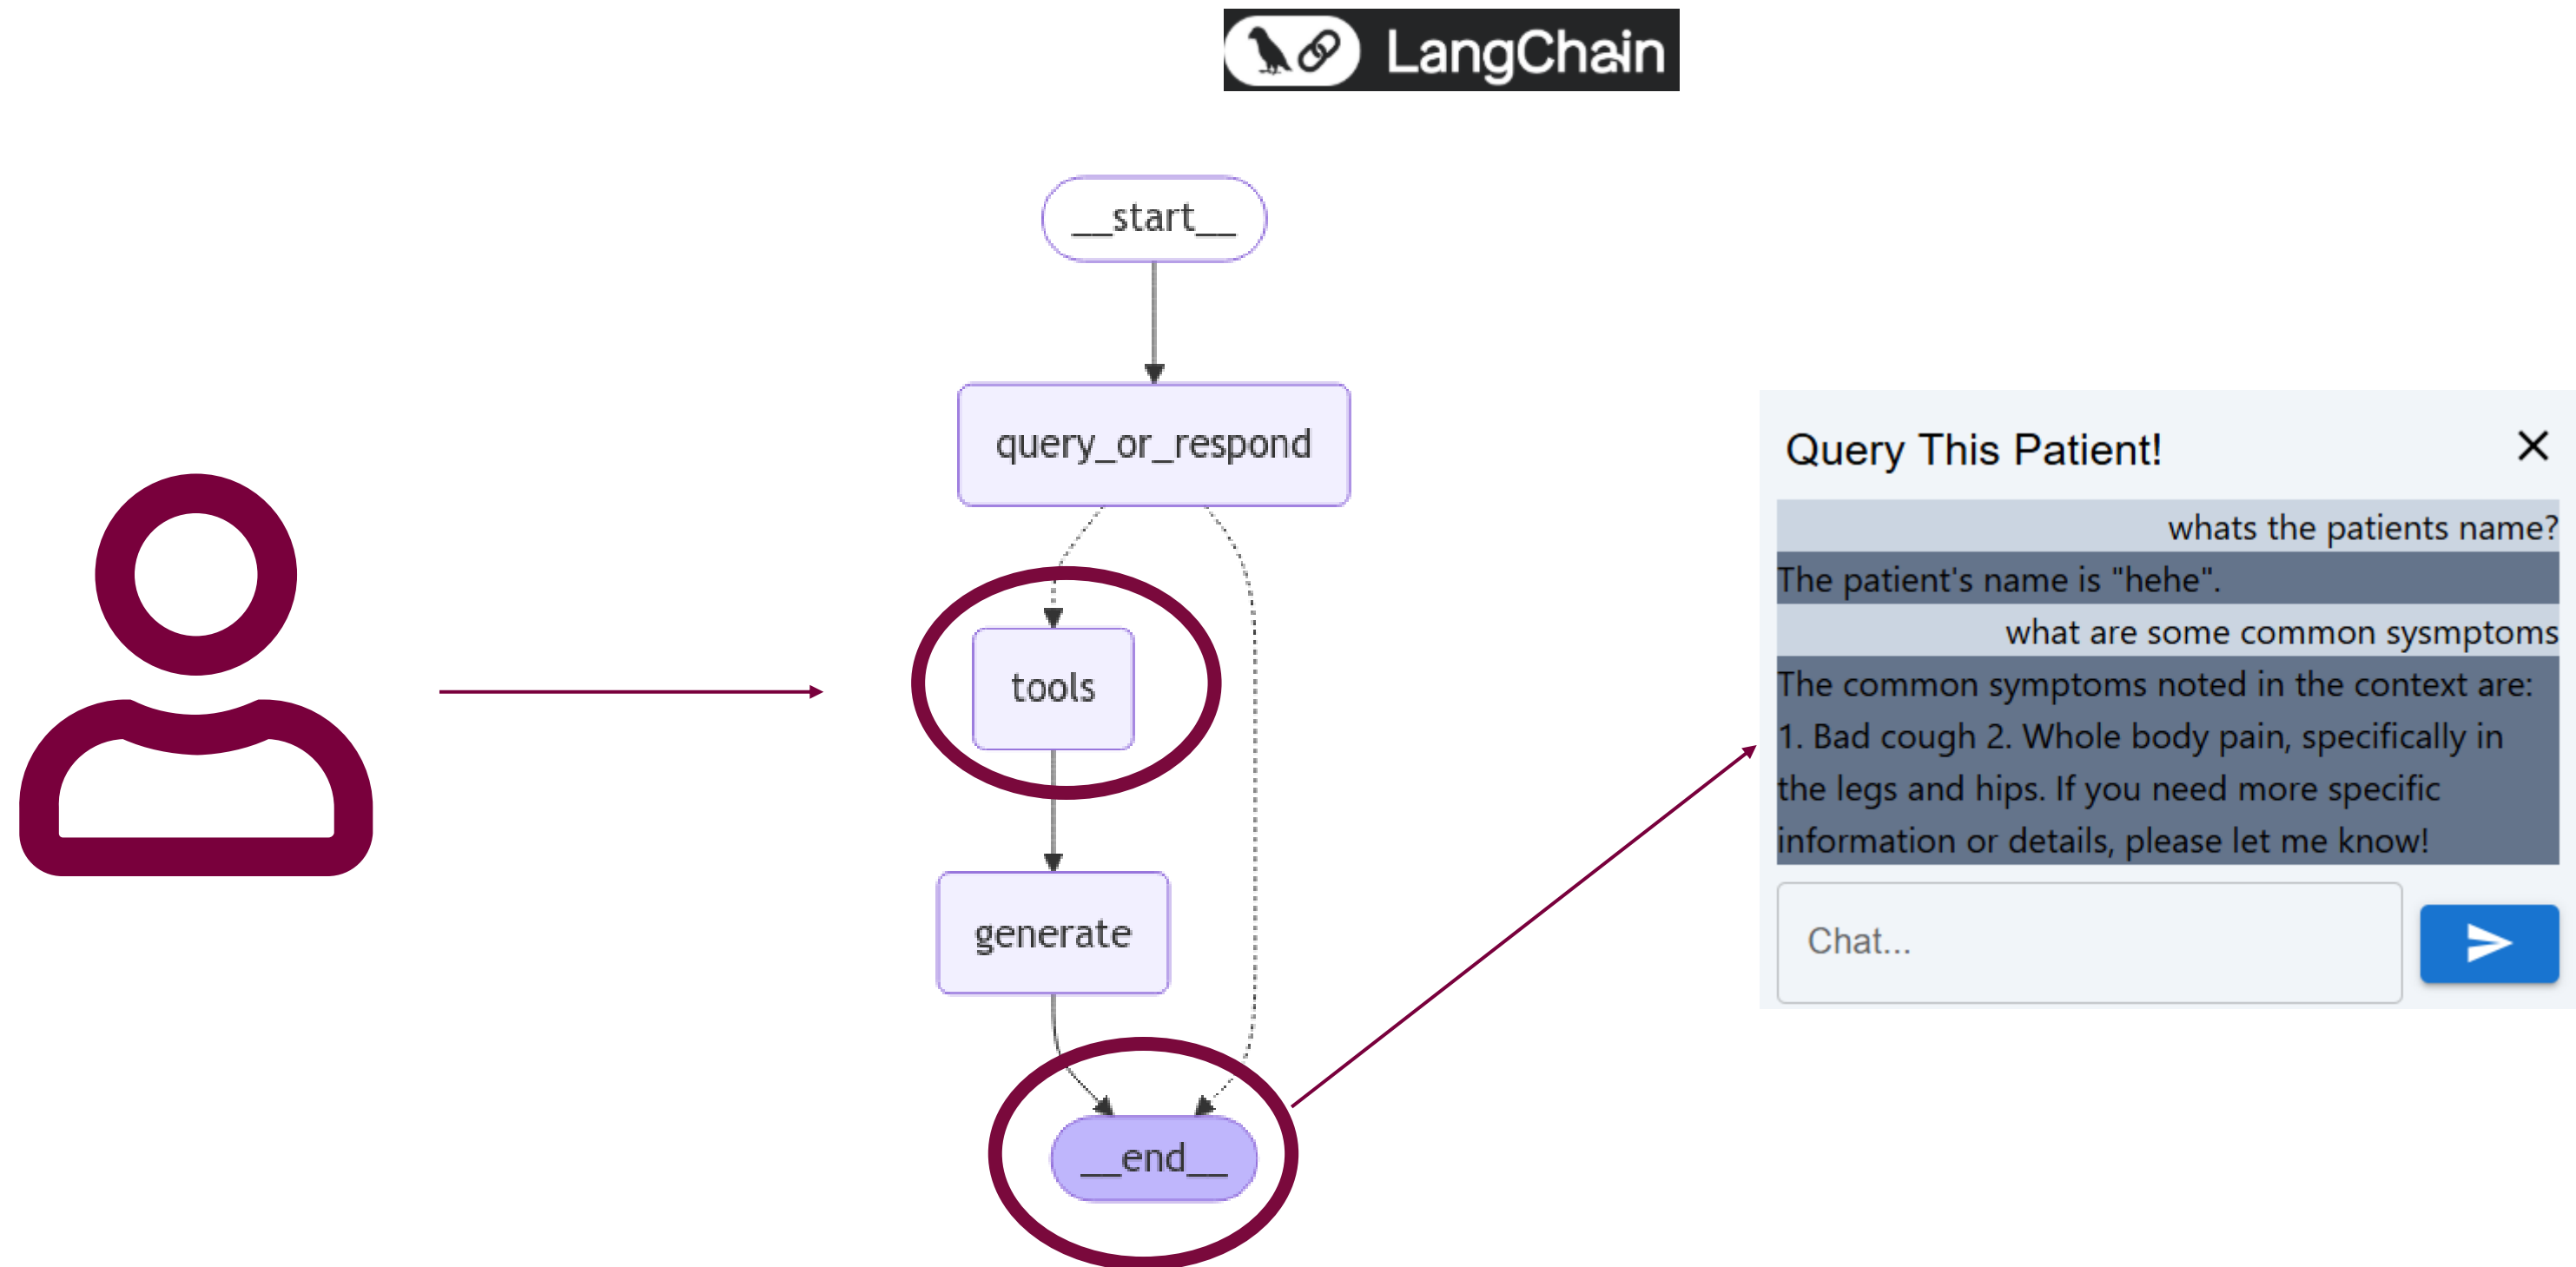 LangChain
__start__
query_or_respond
tools
generate
__end__
Query This Patient!
whats the patients name?
The patient's name is "hehe".
what are some common sysmptoms
The common symptoms noted in the context are:
1. Bad cough 2. Whole body pain, specifically in
the legs and hips. If you need more specific
information or details, please let me know!
Chat...